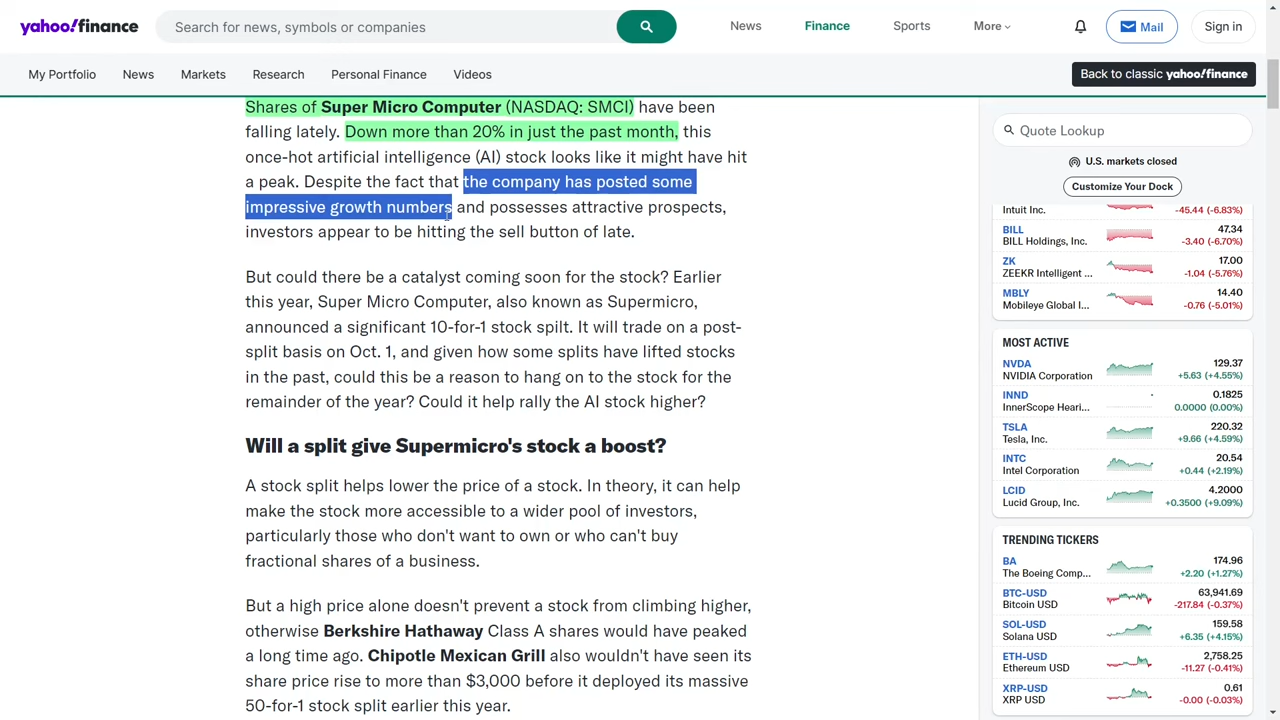 yahoo!finance
Search for news, symbols or companies
News
Finance
Sports
More
Mail
Sign in
My Portfolio
News
Markets
Research
Personal Finance
Videos
Back to classic yahoo!finance
Shares of Super Micro Computer (NASDAQ: SMCI) have been
falling lately. Down more than 20% in just the past month, this
once-hot artificial intelligence (AI) stock looks like it might have hit
a peak. Despite the fact that the company has posted some
impressive growth numbers and possesses attractive prospects,
investors appear to be hitting the sell button of late.
But could there be a catalyst coming soon for the stock? Earlier
this year, Super Micro Computer, also known as Supermicro,
announced a significant 10-for-1 stock spilt. It will trade on a post-
split basis on Oct. 1, and given how some splits have lifted stocks
in the past, could this be a reason to hang on to the stock for the
remainder of the year? Could it help rally the AI stock higher?
Will a split give Supermicro's stock a boost?
A stock split helps lower the price of a stock. In theory, it can help
make the stock more accessible to a wider pool of investors,
particularly those who don't want to own or who can't buy
fractional shares of a business.
But a high price alone doesn't prevent a stock from climbing higher,
otherwise Berkshire Hathaway Class A shares would have peaked
a long time ago. Chipotle Mexican Grill also wouldn't have seen its
share price rise to more than $3,000 before it deployed its massive
50-for-1 stock split earlier this year.
Quote Lookup
U.S. markets closed
Customize Your Dock
Intuit Inc. -45.44 (-6.83%)
BILL 47.34
BILL Holdings, Inc. -3.40 (-6.70%)
ZK 17.00
ZEEKR Intelligent ... -1.04 (-5.76%)
MBLY 14.40
Mobileye Global I... -0.76 (-5.01%)
MOST ACTIVE
NVDA 129.37
NVIDIA Corporation +5.63 (+4.55%)
INND 0.1825
InnerScope Heari... - 0.0000 (0.00%)
TSLA 220.32
Tesla, Inc. +9.66 (+4.59%)
INTC 20.54
Intel Corporation +0.44 (+2.19%)
LCID 4.2000
Lucid Group, Inc. +0.3500 (+9.09%)
TRENDING TICKERS
BA 174.96
The Boeing Comp... +2.20 (+1.27%)
BTC-USD 63,941.69
Bitcoin USD -217.84 (-0.37%)
SOL-USD 159.58
Solana USD +6.35 (+4.15%)
ETH-USD 2,758.25
Ethereum USD -11.27 (-0.41%)
XRP-USD 0.61
XRP USD -0.00 (-0.03%)